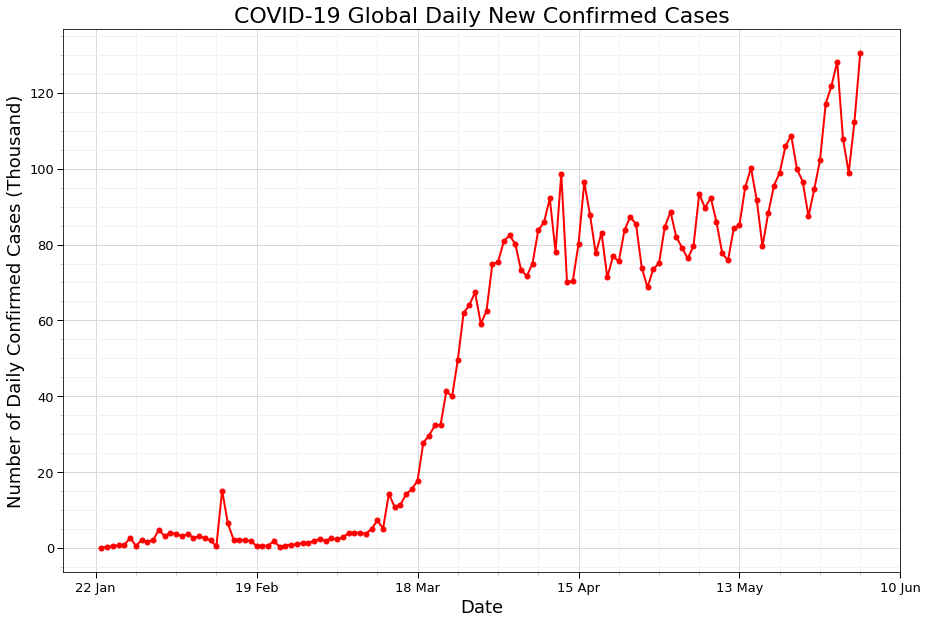 COVID-19 Global Daily New Confirmed Cases
Number of Daily Confirmed Cases (Thousand)
120
100
80
60
40
20
0
22 Jan
19 Feb
18 Mar
15 Apr
13 May
10 Jun
Date